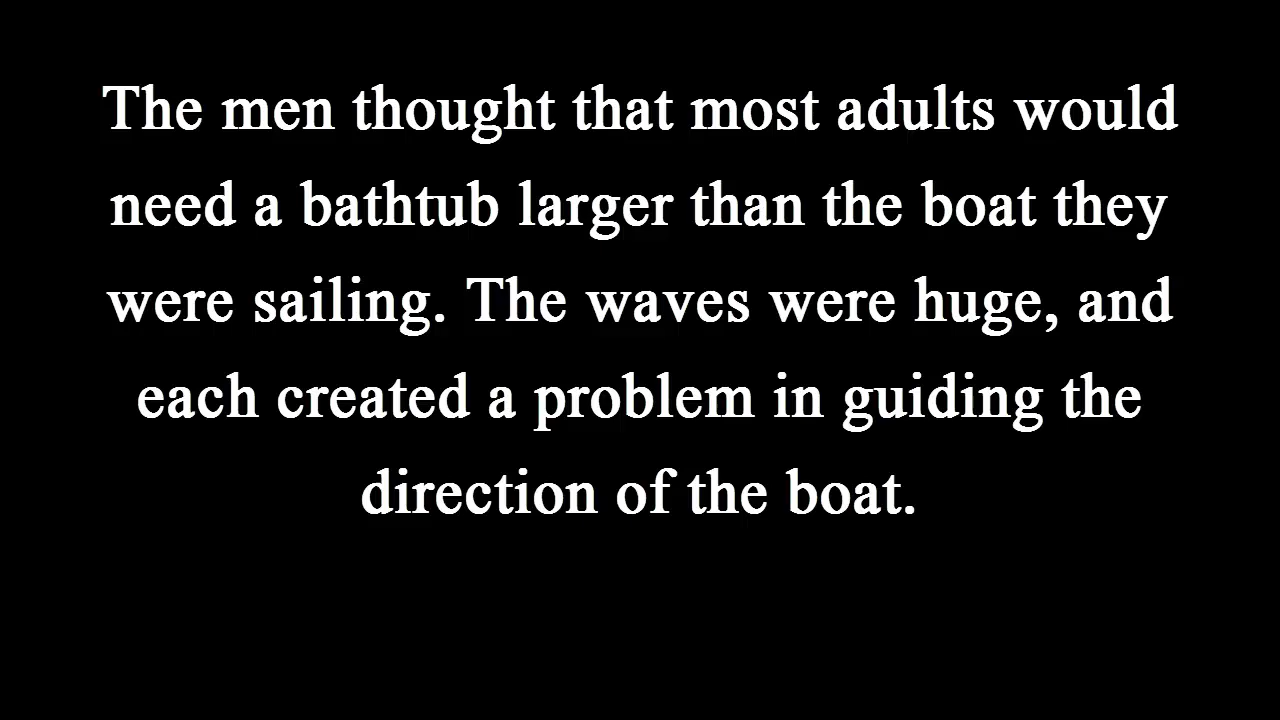 The men thought that most adults would
need a bathtub larger than the boat they
were sailing. The waves were huge, and
each created a problem in guiding the
direction of the boat.